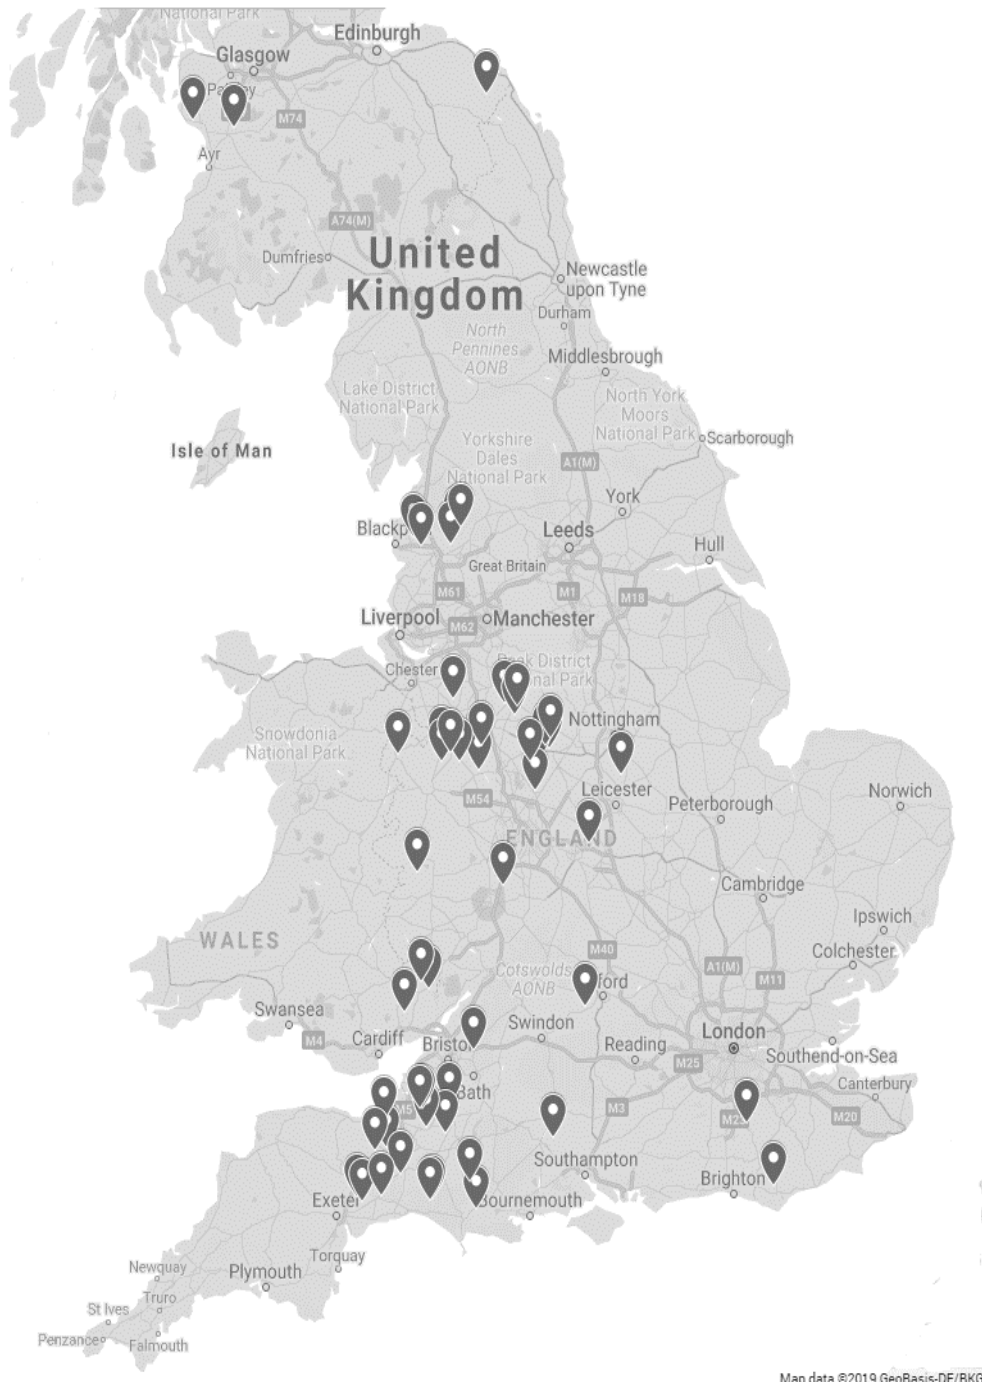 National Park
Edinburgh
Glasgow
M74
Ayr
A74(M)
Dumfries
United
Kingdom
Newcastle
upon Tyne
Durham
North
Pennines
AONB
Middlesbrough
Lake District
National Park
North York
Moors
National Park
Scarborough
Isle of Man
Yorkshire
Dales
National Park
A1(M)
York
Blackp
Leeds
Hull
Great Britain
M61
M1
M18
Liverpool
M62
Manchester
Chester
Peak District
nal Park
Snowdonia
National Park
Nottingham
M54
Leicester
Peterborough
Norwich
ENGLAND
Cambridge
Ipswich
WALES
M40
Colchester
Cotswolds
AONB
A1(M)
M11
ford
Swansea
Swindon
London
M4
Cardiff
Bristol
Reading
M25
Southend-on-Sea
Bath
Canterbury
M5
M3
M23
M20
Southampton
Brighton
Exeter
Bournemouth
Torquay
Newquay
Plymouth
Truro
St Ives
Penzance
Falmouth
Map data ©2019 GeoBasis-DE/BKG